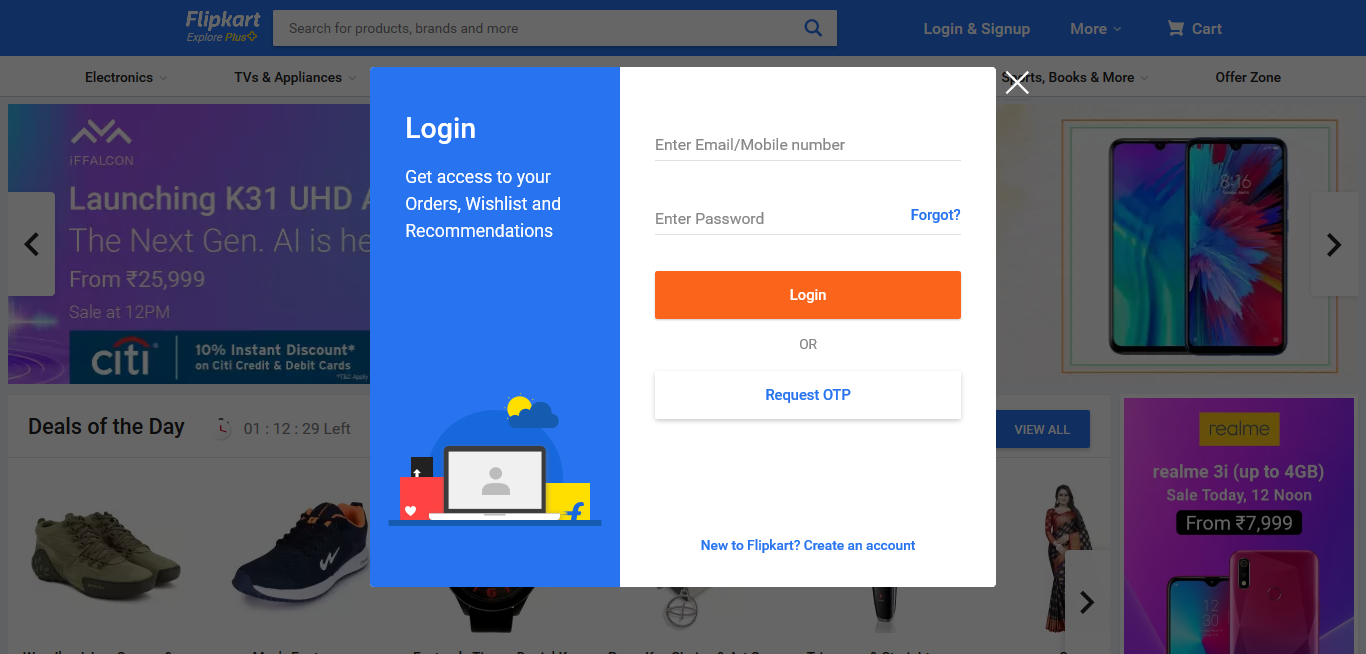 Flipkart
Explore Plus
Search for products, brands and more
Login & Signup
More
Cart
Electronics
TVs & Appliances
Sports, Books & More
Offer Zone
iFFALCON
Launching K31 UHD
The Next Gen. AI is he
From ₹25,999
Sale at 12PM
citi
10% Instant Discount*
on Citi Credit & Debit Cards
*T&C Apply
8:16
Login
Get access to your
Orders, Wishlist and
Recommendations
Enter Email/Mobile number
Enter Password
Forgot?
Login
OR
Request OTP
New to Flipkart? Create an account
Deals of the Day
01 : 12 : 29 Left
VIEW ALL
realme
realme 3i (up to 4GB)
Sale Today, 12 Noon
From ₹7,999
12
30